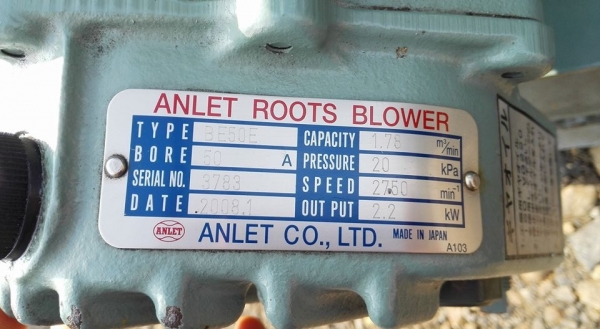 ANLET ROOTS BLOWER
TYPE BE50E CAPACITY 1.78 m³/min
BORE 50 A PRESSURE 20 kPa
SERIAL NO. 3783 SPEED 2750 min⁻¹
DATE .2008.1 OUT PUT 2.2 kW
ANLET ANLET CO., LTD. MADE IN JAPAN
A103